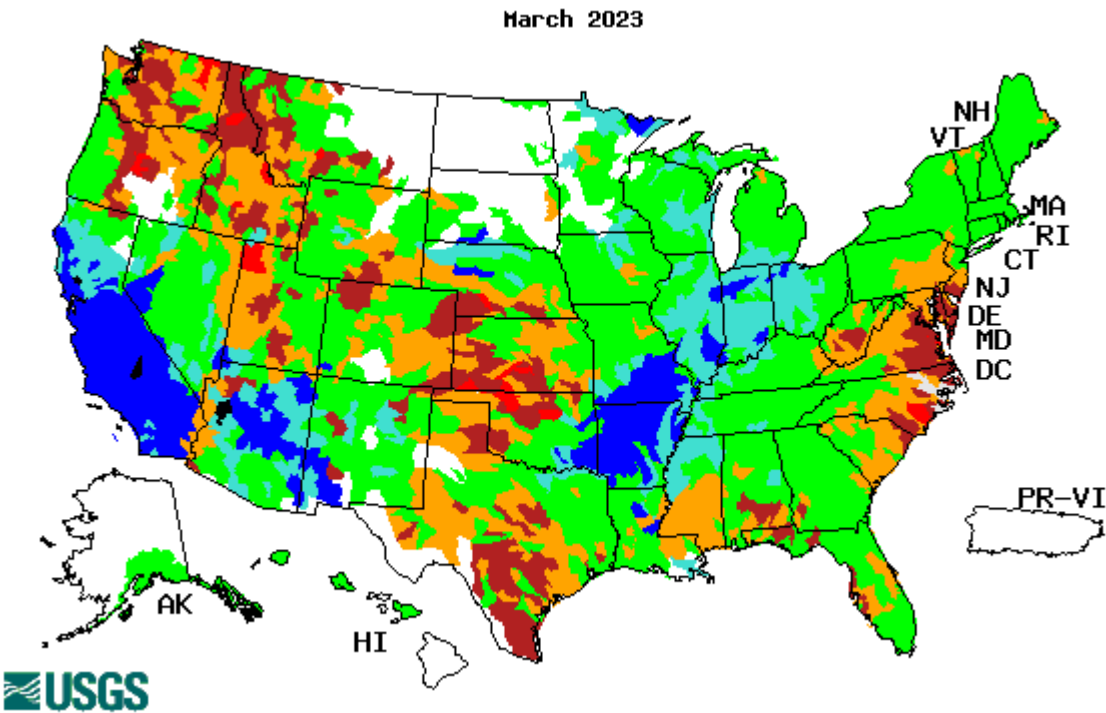 March 2023
NH
VT
MA
RI
CT
NJ
DE
MD
DC
PR-VI
AK
HI
USGS